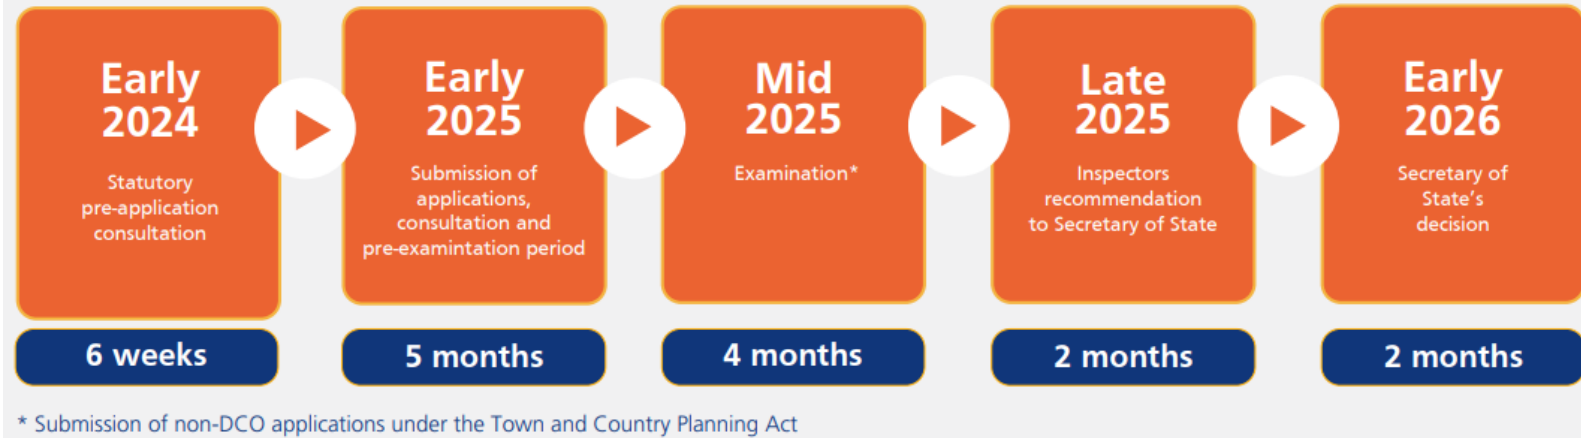 Early
2024
Statutory
pre-application
consultation
6 weeks
Early
2025
Submission of
applications,
consultation and
pre-examintation period
5 months
Mid
2025
Examination*
4 months
Late
2025
Inspectors
recommendation
to Secretary of State
2 months
Early
2026
Secretary of
State's
decision
2 months
* Submission of non-DCO applications under the Town and Country Planning Act